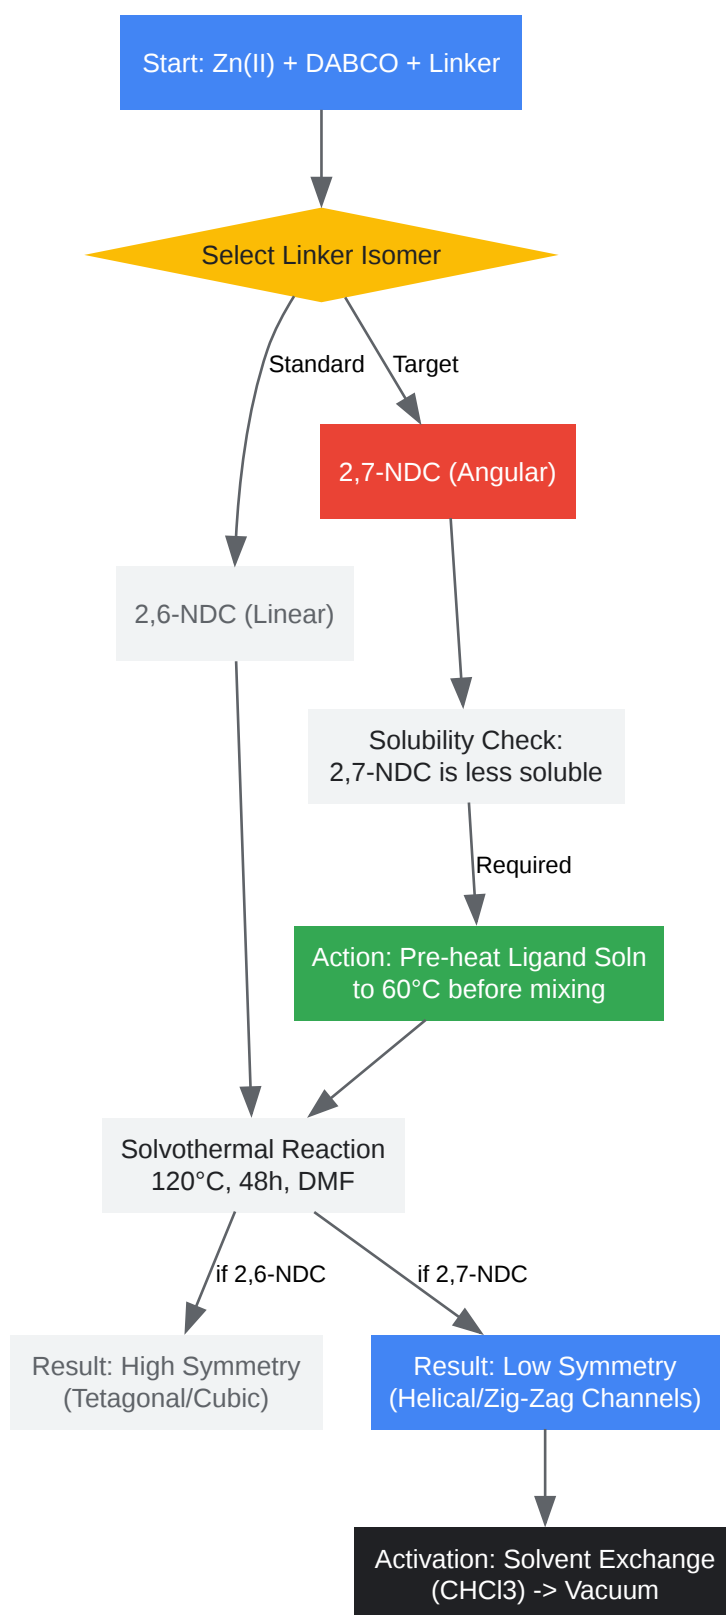 Start: Zn(II) + DABCO + Linker
Select Linker Isomer
Standard
Target
2,7-NDC (Angular)
2,6-NDC (Linear)
Solubility Check:
2,7-NDC is less soluble
Required
Action: Pre-heat Ligand Soln
to 60°C before mixing
Solvothermal Reaction
120°C, 48h, DMF
if 2,6-NDC
if 2,7-NDC
Result: High Symmetry
(Tetagonal/Cubic)
Result: Low Symmetry
(Helical/Zig-Zag Channels)
Activation: Solvent Exchange
(CHCl3) -> Vacuum